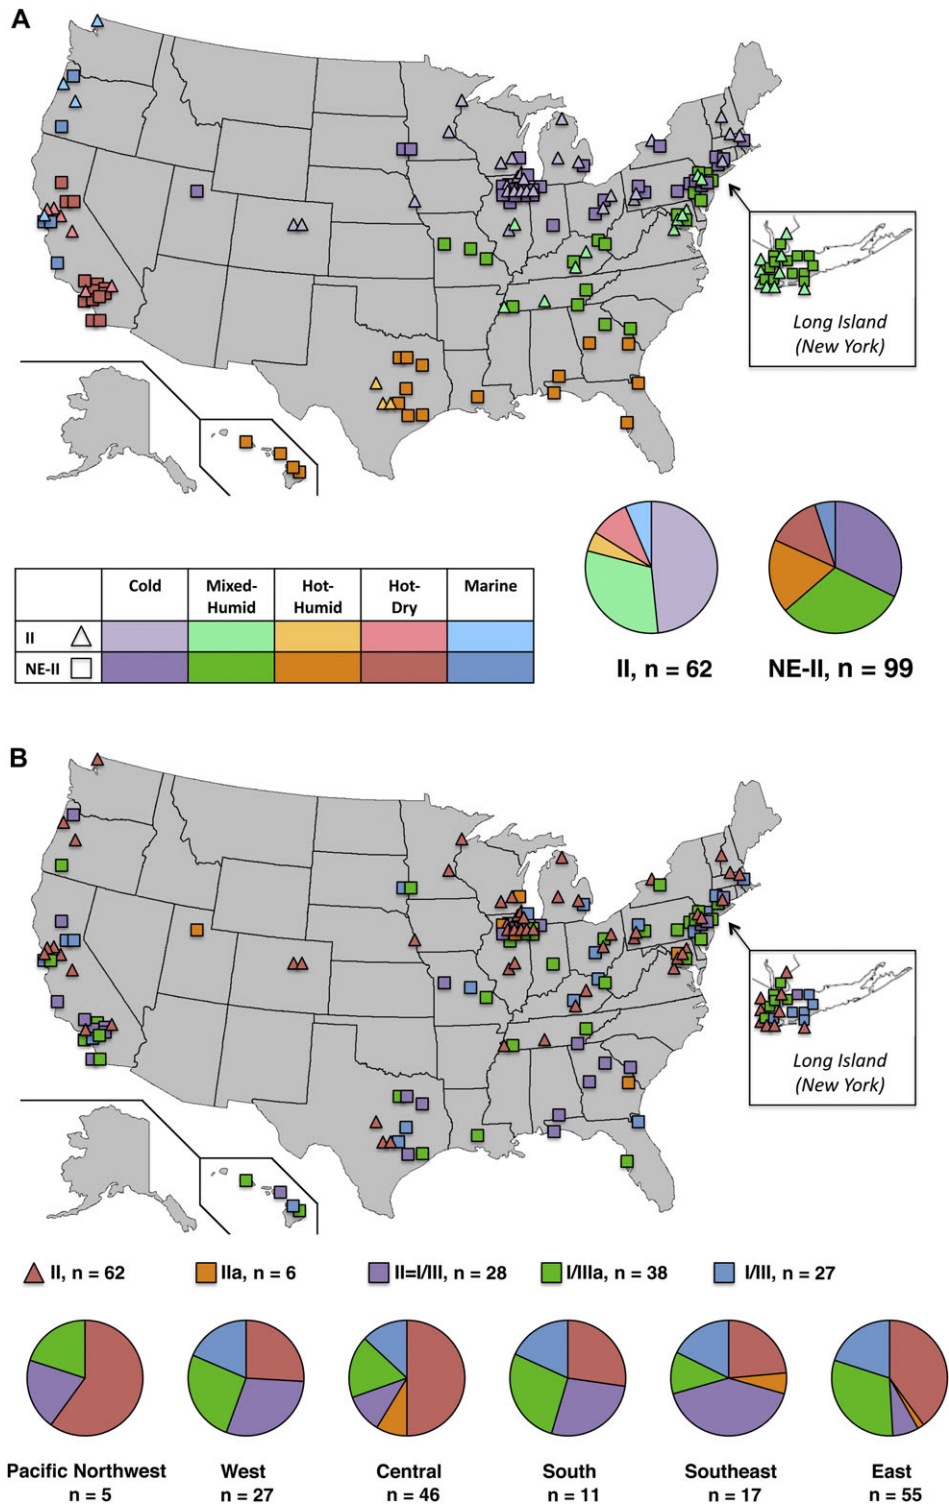 A
Long Island
(New York)
Cold
Mixed-
Humid
Hot-
Humid
Hot-
Dry
Marine
II
NE-II
II, n = 62
NE-II, n = 99
B
Long Island
(New York)
II, n = 62
IIa, n = 6
II=I/III, n = 28
I/IIIa, n = 38
I/III, n = 27
Pacific Northwest
n = 5
West
n = 27
Central
n = 46
South
n = 11
Southeast
n = 17
East
n = 55